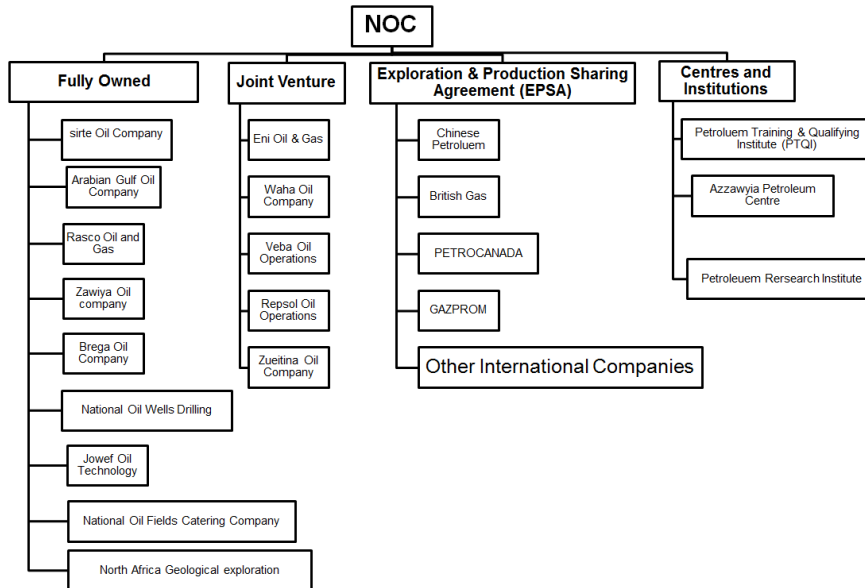 NOC
Fully Owned
sirte Oil Company
Arabian Gulf Oil
Company
Rasco Oil and
Gas
Zawiya Oil
company
Brega Oil
Company
National Oil Wells Drilling
Jowef Oil
Technology
National Oil Fields Catering Company
North Africa Geological exploration
Joint Venture
Eni Oil & Gas
Waha Oil
Company
Veba Oil
Operations
Repsol Oil
Operations
Zueitina Oil
Company
Exploration & Production Sharing
Agreement (EPSA)
Chinese
Petroluem
British Gas
PETROCANADA
GAZPROM
Other International Companies
Centres and
Institutions
Petroluem Training & Qualifying
Institute (PTQI)
Azzawyia Petroleum
Centre
Petroleuem Rersearch Institute